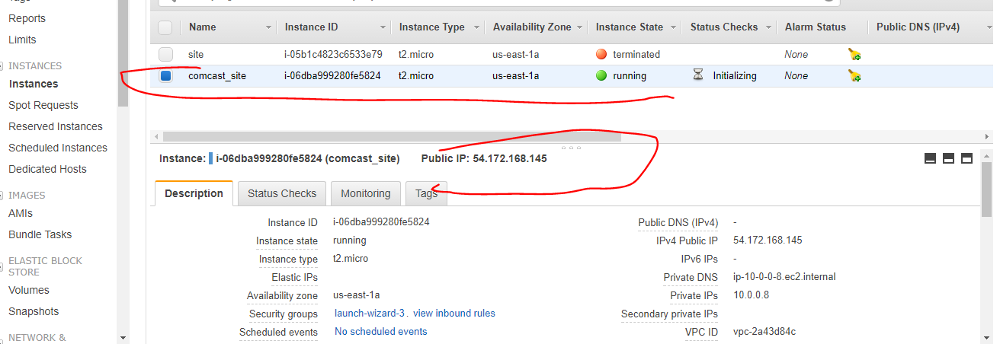 Reports
Limits
INSTANCES
Instances
Spot Requests
Reserved Instances
Scheduled Instances
Dedicated Hosts
IMAGES
AMIs
Bundle Tasks
ELASTIC BLOCK
STORE
Volumes
Snapshots
NETWORK &
Name Instance ID Instance Type Availability Zone Instance State Status Checks Alarm Status Public DNS (IPv4)
site i-05b1c4823c6533e79 t2.micro us-east-1a terminated None
comcast_site i-06dba999280fe5824 t2.micro us-east-1a running Initializing None
Instance: i-06dba999280fe5824 (comcast_site) Public IP: 54.172.168.145
Description Status Checks Monitoring Tags
Instance ID i-06dba999280fe5824 Public DNS (IPv4) -
Instance state running IPv4 Public IP 54.172.168.145
Instance type t2.micro IPv6 IPs -
Elastic IPs Private DNS ip-10-0-0-8.ec2.internal
Availability zone us-east-1a Private IPs 10.0.0.8
Security groups launch-wizard-3. view inbound rules Secondary private IPs
Scheduled events No scheduled events VPC ID vpc-2a43d84c